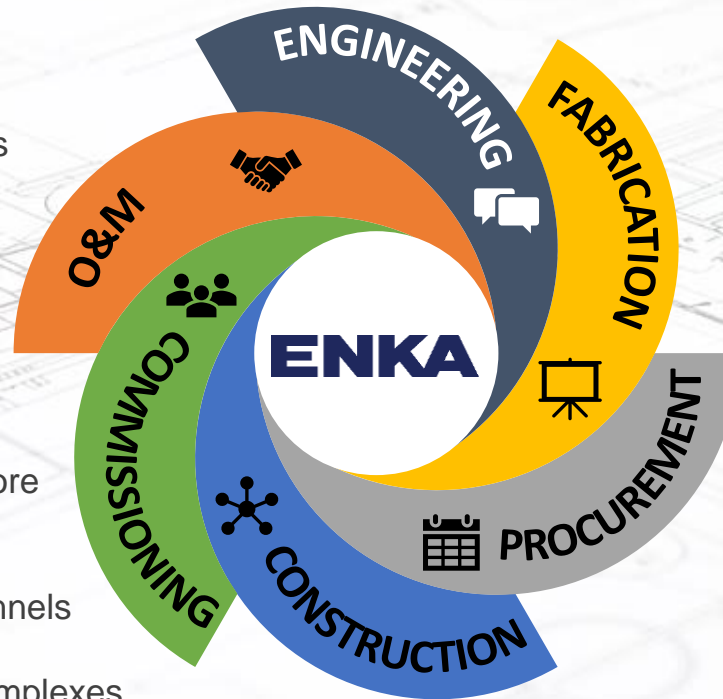 ENGINEERING
FABRICATION
O&M
ENKA
COMMISSIONING
PROCUREMENT
CONSTRUCTION